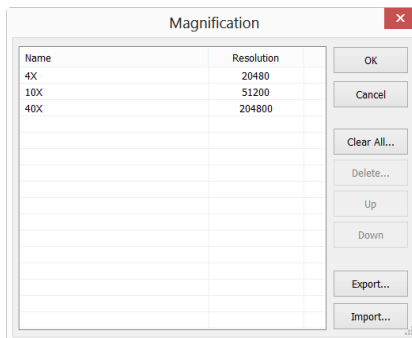 Magnification
x
Name Resolution
4X 20480
10X 51200
40X 204800
OK
Cancel
Clear All...
Delete...
Up
Down
Export...
Import...